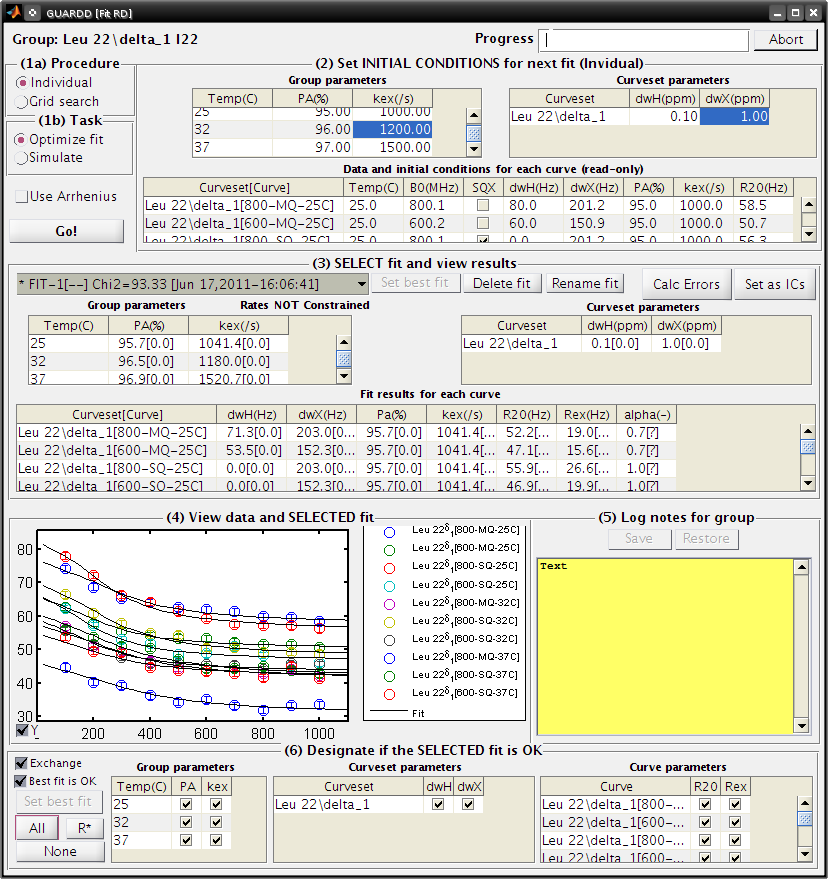 GUARDD [Fit RD]
Group: Leu 22\delta_1 I22
Progress
Abort
(1a) Procedure
Individual
Grid search
(1b) Task
Optimize fit
Simulate
Use Arrhenius
Go!
(2) Set INITIAL CONDITIONS for next fit (Invidual)
Group parameters
Temp(C) PA(%) kex(/s)
25 95.00 1000.00
32 96.00 1200.00
37 97.00 1500.00
Curveset parameters
Curveset dwH(ppm) dwX(ppm)
Leu 22\delta_1 0.10 1.00
Data and initial conditions for each curve (read-only)
Curveset[Curve] Temp(C) B0(MHz) SQX dwH(Hz) dwX(Hz) PA(%) kex(/s) R20(Hz)
Leu 22\delta_1[800-MQ-25C] 25.0 800.1 80.0 201.2 95.0 1000.0 58.5
Leu 22\delta_1[600-MQ-25C] 25.0 600.2 60.0 150.9 95.0 1000.0 50.7
Leu 22\delta_1[800-SQ-25C] 25.0 800.1 0.0 201.2 95.0 1000.0 56.3
(3) SELECT fit and view results
* FIT-1[--] Chi2=93.33 [Jun 17,2011-16:06:41]
Set best fit
Delete fit
Rename fit
Calc Errors
Set as ICs
Group parameters
Rates NOT Constrained
Temp(C) PA(%) kex(/s)
25 95.7[0.0] 1041.4[0.0]
32 96.5[0.0] 1180.0[0.0]
37 96.9[0.0] 1520.7[0.0]
Curveset parameters
Curveset dwH(ppm) dwX(ppm)
Leu 22\delta_1 0.1[0.0] 1.0[0.0]
Fit results for each curve
Curveset[Curve] dwH(Hz) dwX(Hz) Pa(%) kex(/s) R20(Hz) Rex(Hz) alpha(-)
Leu 22\delta_1[800-MQ-25C] 71.3[0.0] 203.0[0... 95.7[0.0] 1041.4[... 52.2[... 19.0[... 0.7[?]
Leu 22\delta_1[600-MQ-25C] 53.5[0.0] 152.3[0... 95.7[0.0] 1041.4[... 47.1[... 15.6[... 0.7[?]
Leu 22\delta_1[800-SQ-25C] 0.0[0.0] 203.0[0... 95.7[0.0] 1041.4[... 55.9[... 26.6[... 1.0[?]
Leu 22\delta_1[600-SQ-25C] 0.0[0.0] 152.3[0... 95.7[0.0] 1041.4[... 46.9[... 19.9[... 1.0[?]
(4) View data and SELECTED fit
80
70
60
50
40
30
Y
200 400 600 800 1000
Leu 22δ1[800-MQ-25C]
Leu 22δ1[600-MQ-25C]
Leu 22δ1[800-SQ-25C]
Leu 22δ1[600-SQ-25C]
Leu 22δ1[800-MQ-32C]
Leu 22δ1[800-SQ-32C]
Leu 22δ1[600-SQ-32C]
Leu 22δ1[800-MQ-37C]
Leu 22δ1[800-SQ-37C]
Leu 22δ1[600-SQ-37C]
Fit
(5) Log notes for group
Save
Restore
Text
(6) Designate if the SELECTED fit is OK
Exchange
Best fit is OK
Set best fit
All
R*
None
Group parameters
Temp(C) PA kex
25
32
37
Curveset parameters
Curveset dwH dwX
Leu 22\delta_1
Curve parameters
Curve R20 Rex
Leu 22\delta_1[800-...
Leu 22\delta_1[600-...
Leu 22\delta_1[800-...
Leu 22\delta_1[600-...